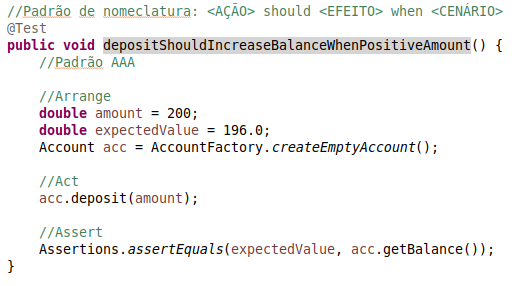 //Padrão de nomeclatura: <AÇÃO> should <EFEITO> when <CENÁRIO>
@Test
public void depositShouldIncreaseBalanceWhenPositiveAmount() {
//Padrão AAA
//Arrange
double amount = 200;
double expectedValue = 196.0;
Account acc = AccountFactory.createEmptyAccount();
//Act
acc.deposit(amount);
//Assert
Assertions.assertEquals(expectedValue, acc.getBalance());
}